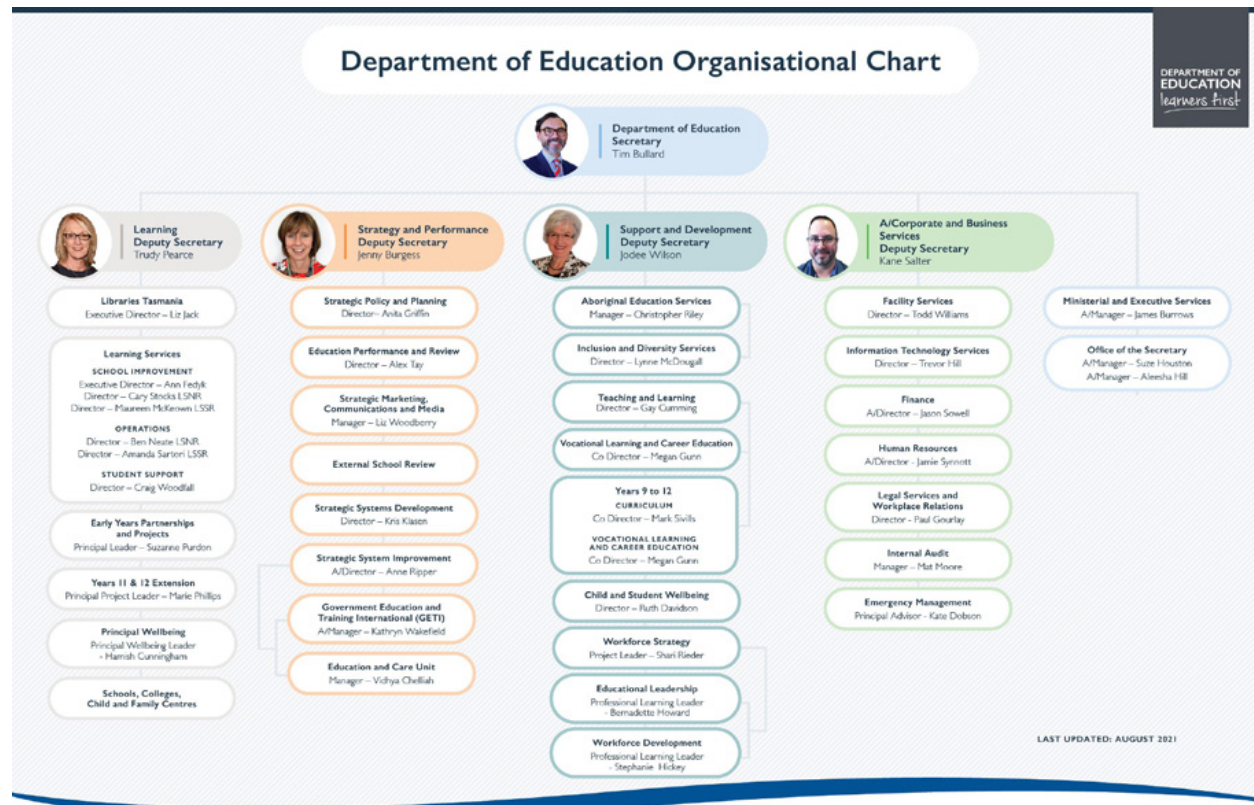 Department of Education Organisational Chart
DEPARTMENT OF
EDUCATION
learners first
Department of Education
Secretary
Tim Bullard
Learning
Deputy Secretary
Trudy Pearce
Libraries Tasmania
Executive Director – Liz Jack
Learning Services
SCHOOL IMPROVEMENT
Executive Director – Ann Fedyk
Director – Cary Stocks LSNR
Director – Maureen McKeown LSSR
OPERATIONS
Director – Ben Neate LSNR
Director – Amanda Sartori LSSR
STUDENT SUPPORT
Director – Craig Woodfall
Early Years Partnerships
and Projects
Principal Leader – Suzanne Purdon
Years 11 & 12 Extension
Principal Project Leader – Marie Phillips
Principal Wellbeing
Principal Wellbeing Leader
- Hamish Cunningham
Schools, Colleges,
Child and Family Centres
Strategy and Performance
Deputy Secretary
Jenny Burgess
Strategic Policy and Planning
Director– Anita Griffin
Education Performance and Review
Director – Alex Tay
Strategic Marketing,
Communications and Media
Manager – Liz Woodberry
External School Review
Strategic Systems Development
Director – Kris Klasen
Strategic System Improvement
A/Director – Anne Ripper
Government Education and
Training International (GETI)
A/Manager – Kathryn Wakefield
Education and Care Unit
Manager – Vidhya Chelliah
Support and Development
Deputy Secretary
Jodee Wilson
Aboriginal Education Services
Manager – Christopher Riley
Inclusion and Diversity Services
Director – Lynne McDougall
Teaching and Learning
Director – Gay Cumming
Vocational Learning and Career Education
Co Director – Megan Gunn
Years 9 to 12
CURRICULUM
Co Director – Mark Sivills
VOCATIONAL LEARNING
AND CAREER EDUCATION
Co Director – Megan Gunn
Child and Student Wellbeing
Director – Ruth Davidson
Workforce Strategy
Project Leader – Shari Rieder
Educational Leadership
Professional Learning Leader
- Bernadette Howard
Workforce Development
Professional Learning Leader
- Stephanie Hickey
A/Corporate and Business
Services
Deputy Secretary
Kane Salter
Facility Services
Director – Todd Williams
Information Technology Services
Director – Trevor Hill
Finance
A/Director – Jason Sowell
Human Resources
A/Director - Jamie Synnott
Legal Services and
Workplace Relations
Director - Paul Gourlay
Internal Audit
Manager – Mat Moore
Emergency Management
Principal Advisor - Kate Dobson
Ministerial and Executive Services
A/Manager – James Burrows
Office of the Secretary
A/Manager – Suze Houston
A/Manager – Aleesha Hill
LAST UPDATED: AUGUST 2021